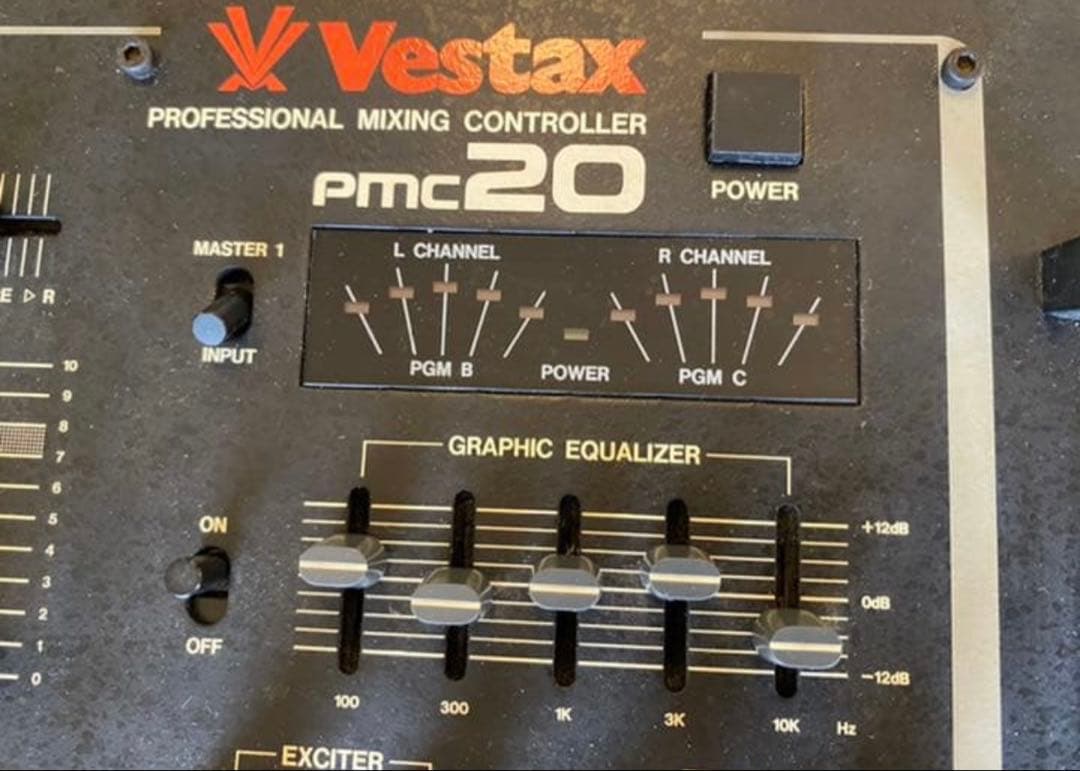 Vestax
PROFESSIONAL MIXING CONTROLLER
PMC20
POWER
MASTER 1
INPUT
L CHANNEL
R CHANNEL
PGM B
POWER
PGM C
E ▷ R
10
9
8
7
6
5
4
3
2
1
0
GRAPHIC EQUALIZER
ON
OFF
+12dB
0dB
−12dB
100 300 1K 3K 10K Hz
EXCITER